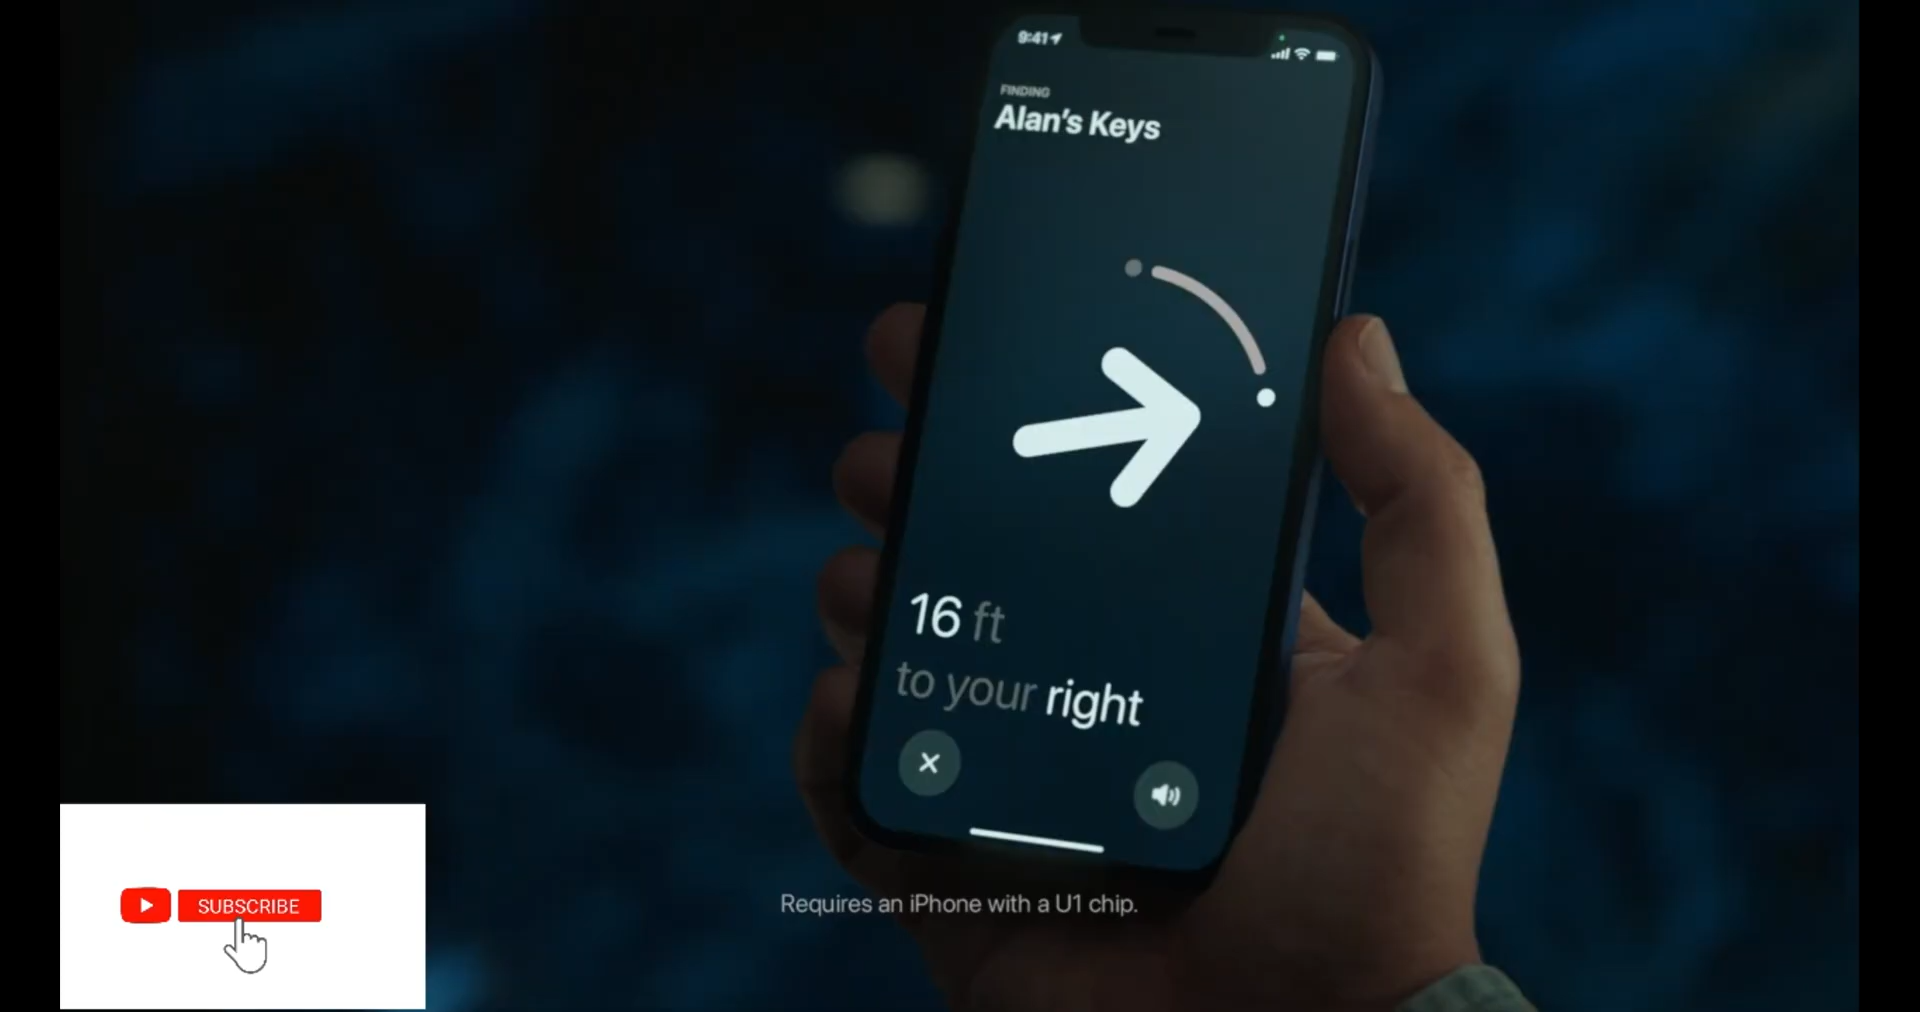 9:41
FINDING
Alan's Keys
16 ft
to your right
Requires an iPhone with a U1 chip.
SUBSCRIBE